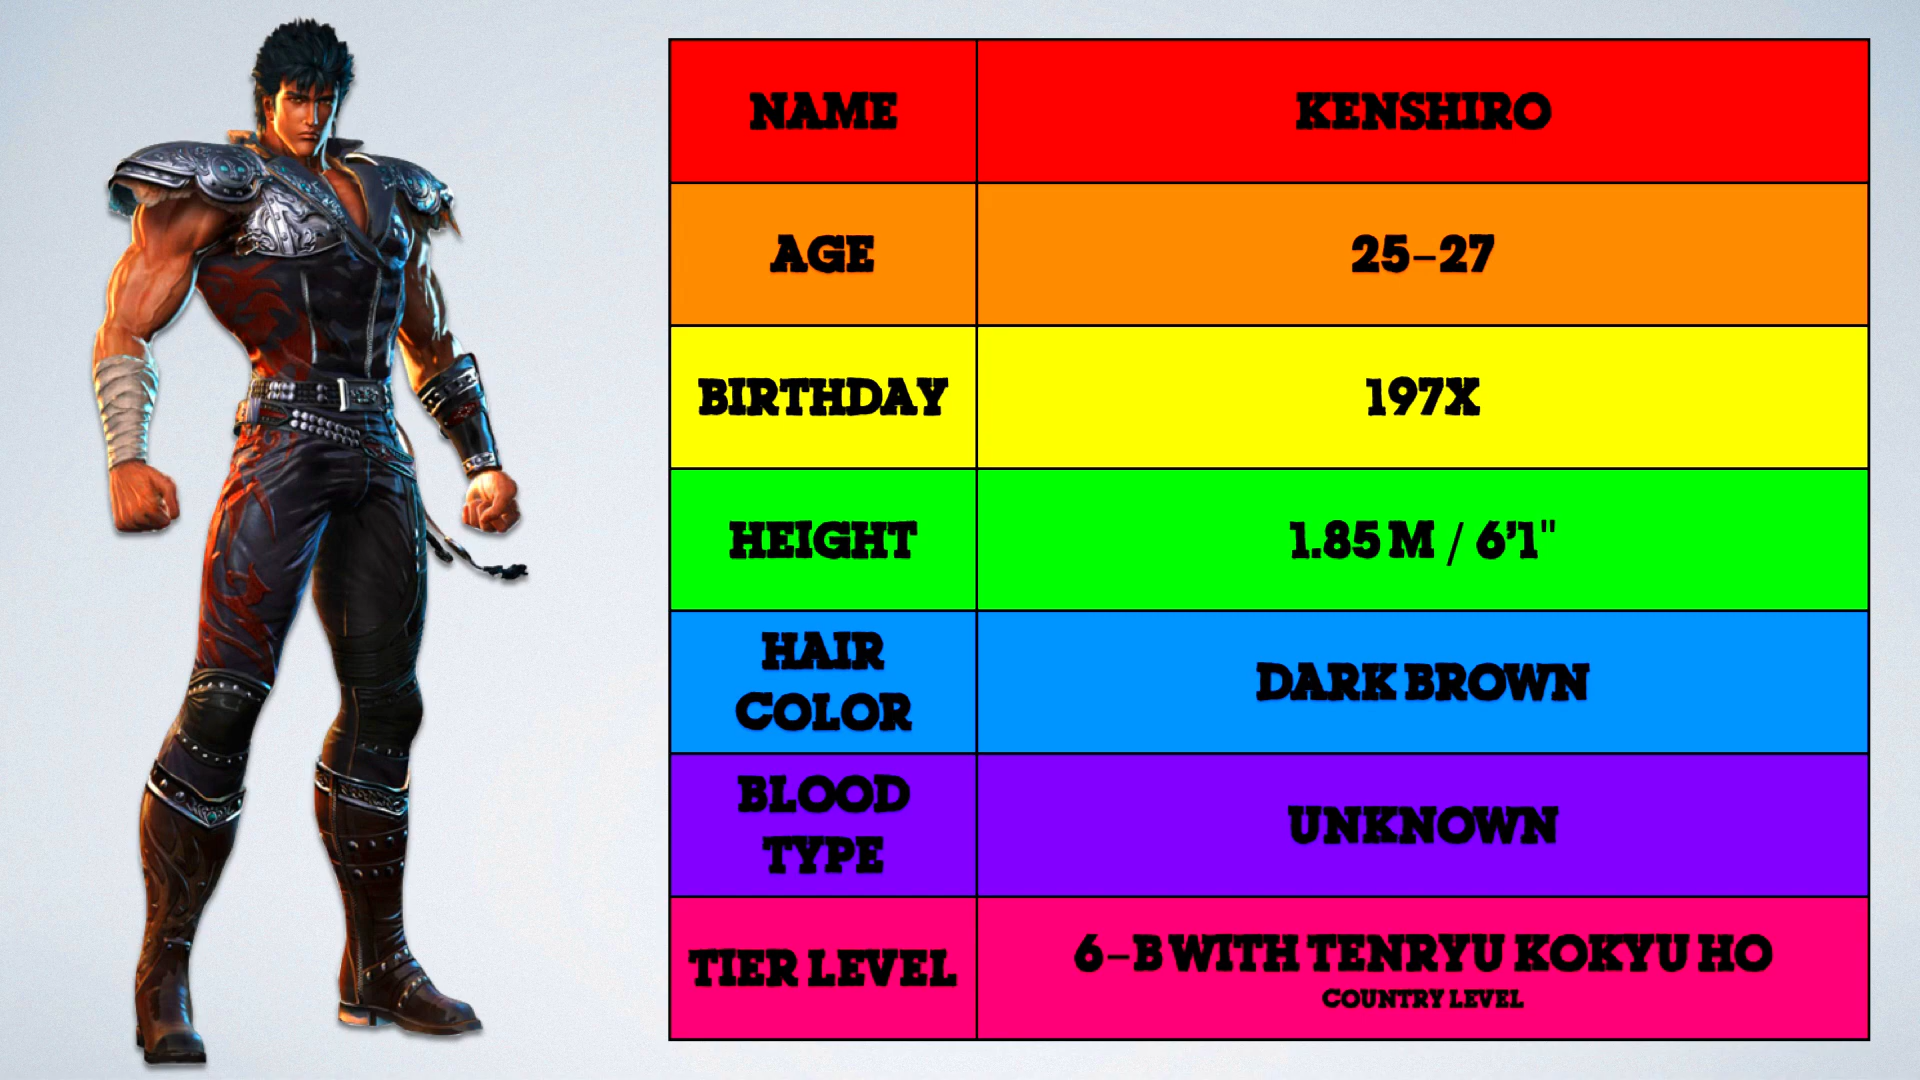 NAME
KENSHIRO
AGE
25–27
BIRTHDAY
197X
HEIGHT
1.85 M / 6'1"
HAIR
COLOR
DARK BROWN
BLOOD
TYPE
UNKNOWN
TIER LEVEL
6–B WITH TENRYU KOKYU HO
COUNTRY LEVEL